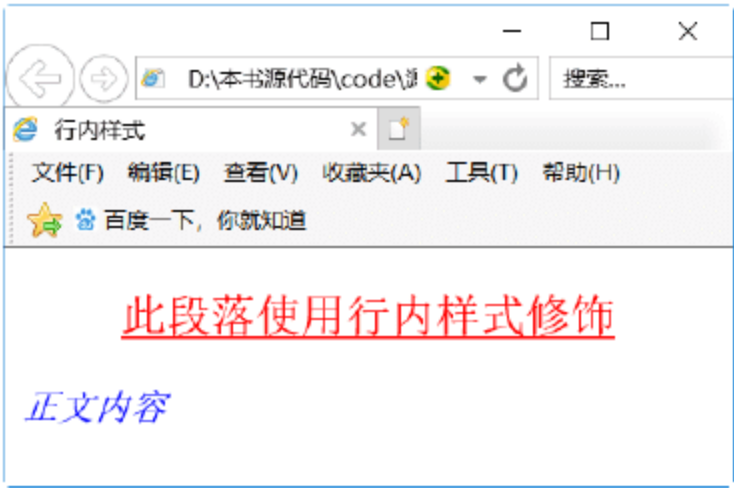 D:\本书源代码\code\
搜索...
行内样式
文件(F) 编辑(E) 查看(V) 收藏夹(A) 工具(T) 帮助(H)
百度一下，你就知道
此段落使用行内样式修饰
正文内容